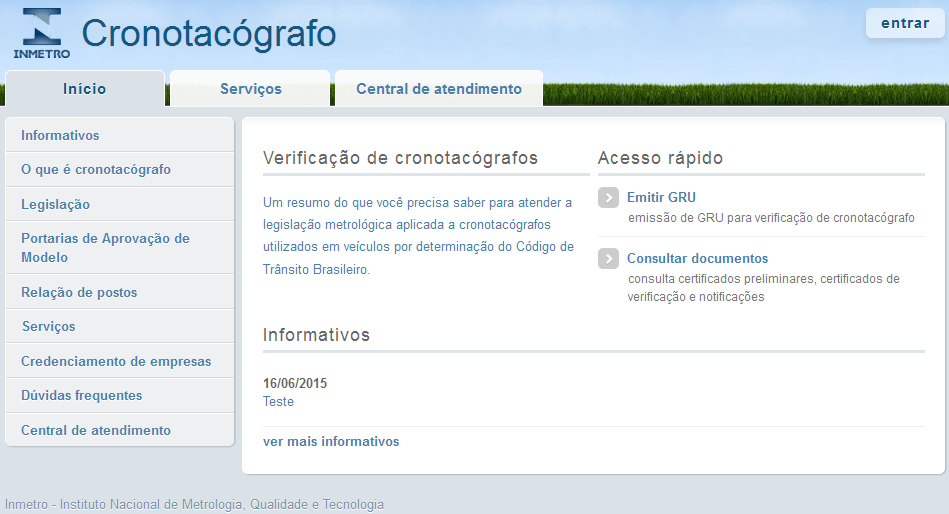 INMETRO
Cronotacógrafo
entrar
Início
Serviços
Central de atendimento
Informativos
O que é cronotacógrafo
Legislação
Portarias de Aprovação de
Modelo
Relação de postos
Serviços
Credenciamento de empresas
Dúvidas frequentes
Central de atendimento
Verificação de cronotacógrafos
Um resumo do que você precisa saber para atender a
legislação metrológica aplicada a cronotacógrafos
utilizados em veículos por determinação do Código de
Trânsito Brasileiro.
Acesso rápido
Emitir GRU
emissão de GRU para verificação de cronotacógrafo
Consultar documentos
consulta certificados preliminares, certificados de
verificação e notificações
Informativos
16/06/2015
Teste
ver mais informativos
Inmetro - Instituto Nacional de Metrologia, Qualidade e Tecnologia